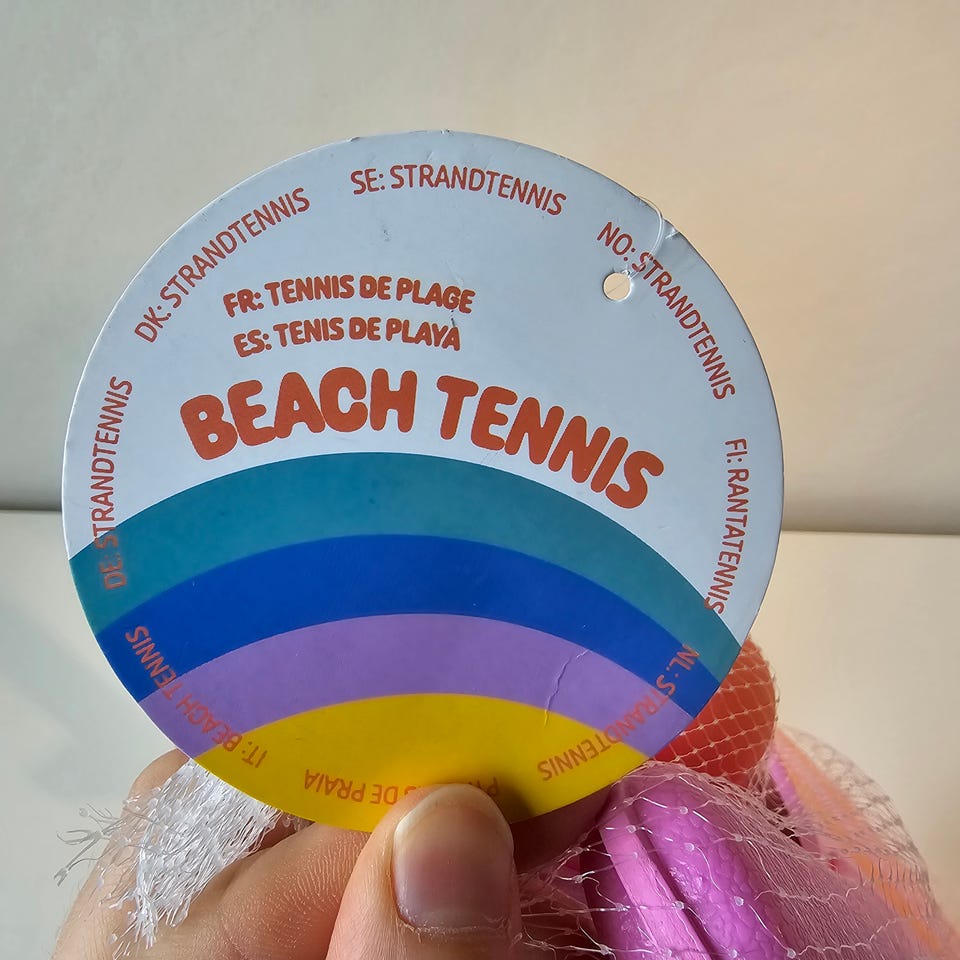 SE: STRANDTENNIS
DK: STRANDTENNIS
NO: STRANDTENNIS
FR: TENNIS DE PLAGE
ES: TENIS DE PLAYA
BEACH TENNIS
DE: STRANDTENNIS
FI: RANTATENNIS
NL: STRANDTENNIS
IT: BEACH TENNIS
DE PRAIA